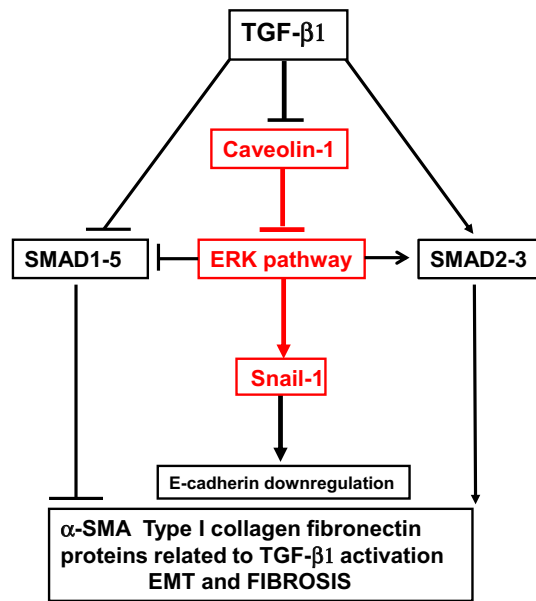 TGF-β1
Caveolin-1
SMAD1-5
ERK pathway
SMAD2-3
Snail-1
E-cadherin downregulation
α-SMA Type I collagen fibronectin
proteins related to TGF-β1 activation
EMT and FIBROSIS